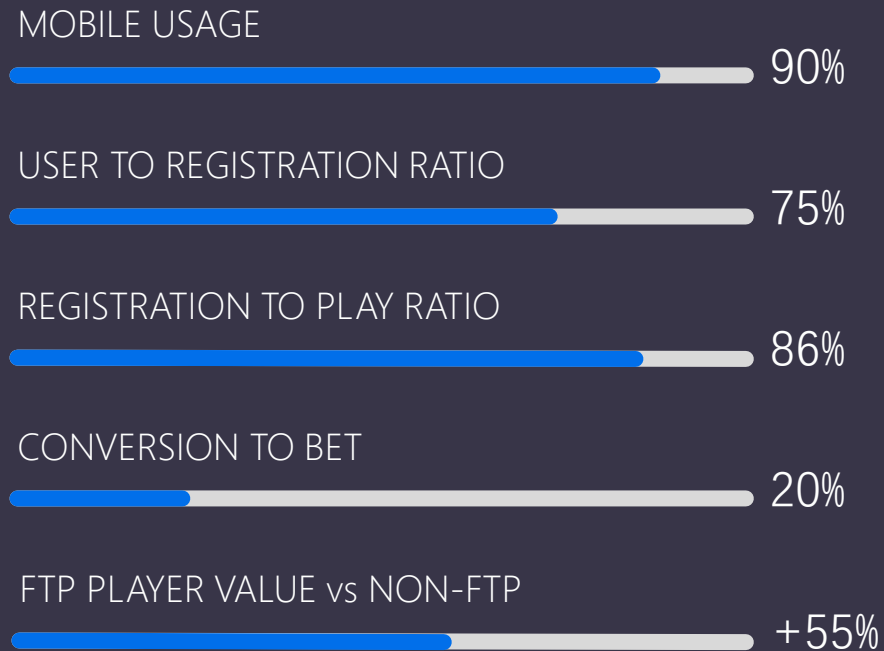 MOBILE USAGE
90%
USER TO REGISTRATION RATIO
75%
REGISTRATION TO PLAY RATIO
86%
CONVERSION TO BET
20%
FTP PLAYER VALUE vs NON-FTP
+55%